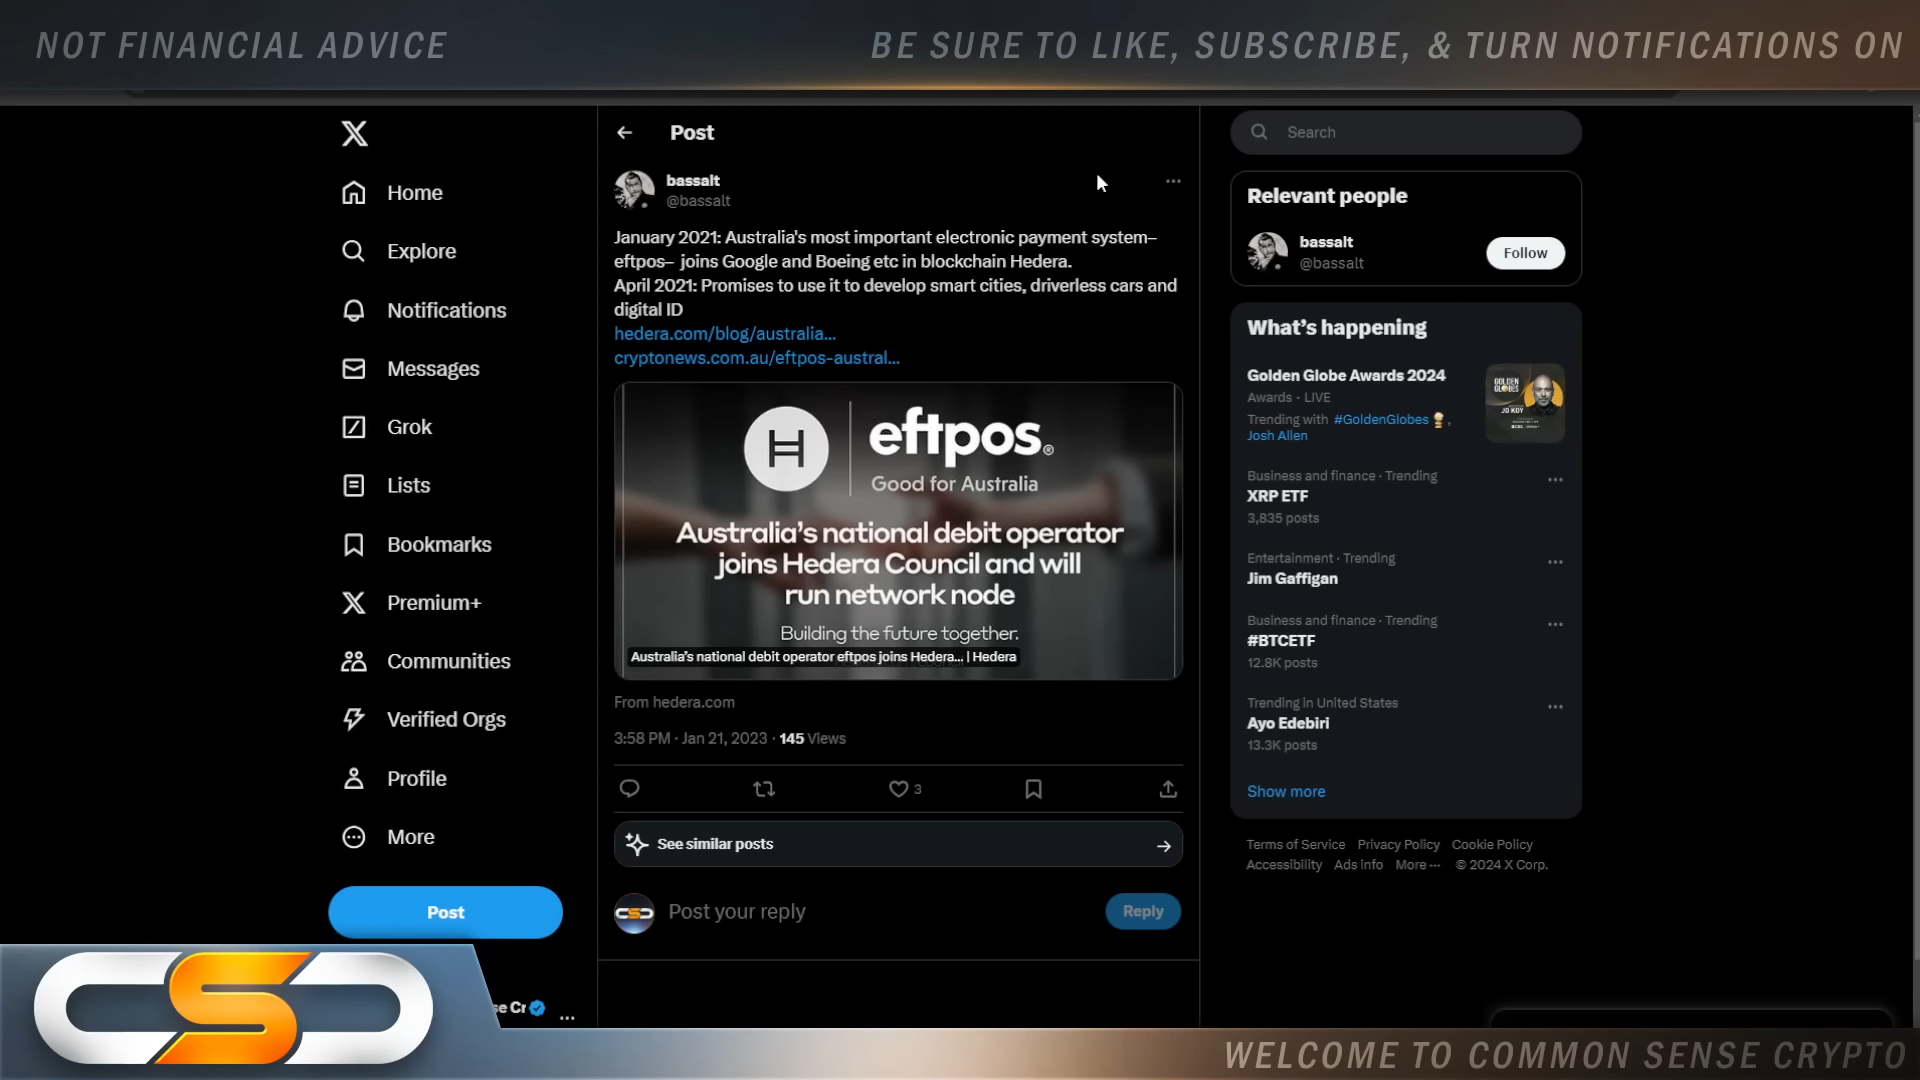 NOT FINANCIAL ADVICE
BE SURE TO LIKE, SUBSCRIBE, & TURN NOTIFICATIONS ON
Home
Explore
Notifications
Messages
Grok
Lists
Bookmarks
Premium+
Communities
Verified Orgs
Profile
More
Post
se Cr
Post
bassalt
@bassalt
January 2021: Australia's most important electronic payment system–
eftpos– joins Google and Boeing etc in blockchain Hedera.
April 2021: Promises to use it to develop smart cities, driverless cars and
digital ID
hedera.com/blog/australia...
cryptonews.com.au/eftpos-austral...
H
eftpos®
Good for Australia
Australia's national debit operator
joins Hedera Council and will
run network node
Building the future together.
Australia's national debit operator eftpos joins Hedera... | Hedera
From hedera.com
3:58 PM · Jan 21, 2023 · 145 Views
3
See similar posts
Post your reply
Reply
Search
Relevant people
bassalt
@bassalt
Follow
What's happening
Golden Globe Awards 2024
Awards · LIVE
Trending with #GoldenGlobes ,
Josh Allen
GOLDEN
GLOBES
JO KOY
Business and finance · Trending
XRP ETF
3,835 posts
Entertainment · Trending
Jim Gaffigan
Business and finance · Trending
#BTCETF
12.8K posts
Trending in United States
Ayo Edebiri
13.3K posts
Show more
Terms of Service Privacy Policy Cookie Policy
Accessibility Ads info More ··· © 2024 X Corp.
CSC
WELCOME TO COMMON SENSE CRYPTO